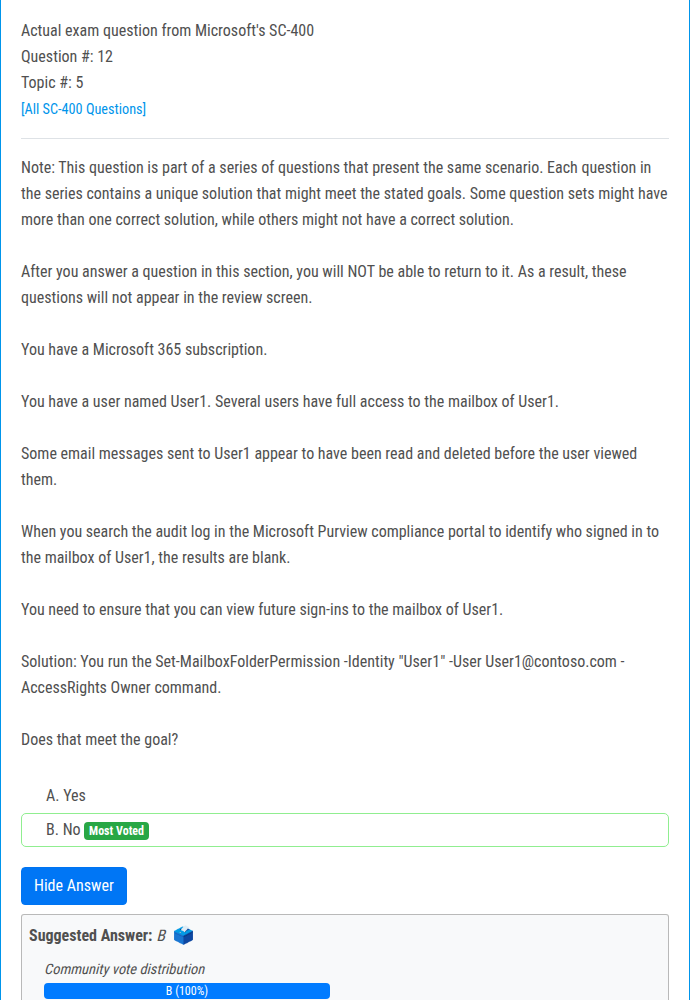 Actual exam question from Microsoft's SC-400
Question #: 12
Topic #: 5
[All SC-400 Questions]
Note: This question is part of a series of questions that present the same scenario. Each question in
the series contains a unique solution that might meet the stated goals. Some question sets might have
more than one correct solution, while others might not have a correct solution.
After you answer a question in this section, you will NOT be able to return to it. As a result, these
questions will not appear in the review screen.
You have a Microsoft 365 subscription.
You have a user named User1. Several users have full access to the mailbox of User1.
Some email messages sent to User1 appear to have been read and deleted before the user viewed
them.
When you search the audit log in the Microsoft Purview compliance portal to identify who signed in to
the mailbox of User1, the results are blank.
You need to ensure that you can view future sign-ins to the mailbox of User1.
Solution: You run the Set-MailboxFolderPermission -Identity "User1" -User User1@contoso.com -
AccessRights Owner command.
Does that meet the goal?
A. Yes
B. No Most Voted
Hide Answer
Suggested Answer: B
Community vote distribution
B (100%)